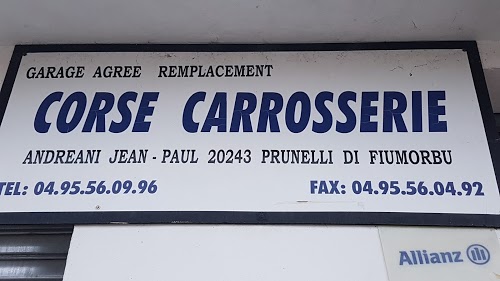 GARAGE AGREE REMPLACEMENT
CORSE CARROSSERIE
ANDREANI JEAN - PAUL 20243 PRUNELLI DI FIUMORBU
TEL: 04.95.56.09.96 FAX: 04.95.56.04.92
Allianz